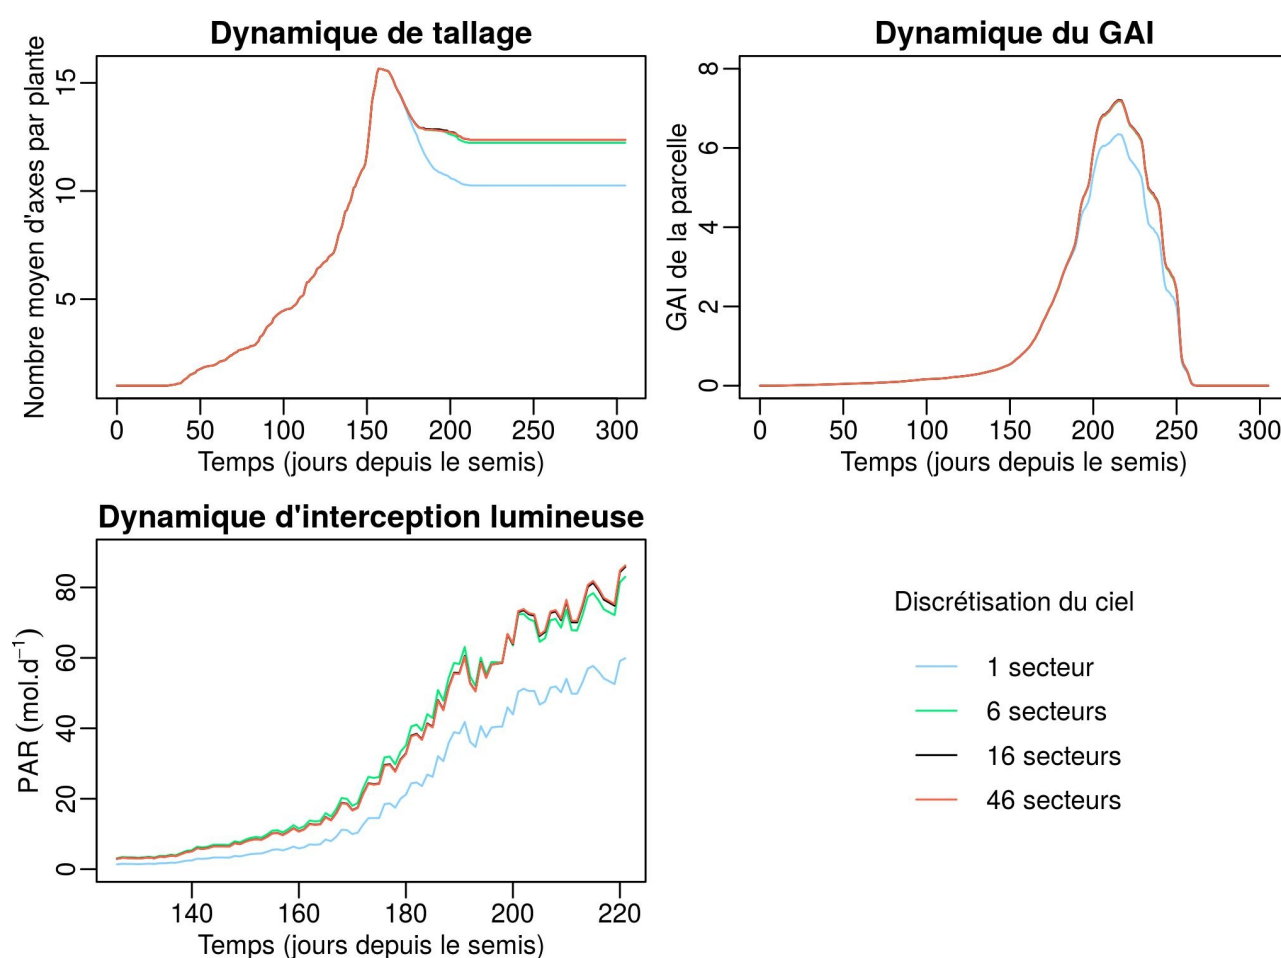 Dynamique de tallage
Nombre moyen d'axes par plante
15
10
5
0 50 100 150 200 250 300
Temps (jours depuis le semis)
Dynamique du GAI
GAI de la parcelle
8
6
4
2
0
0 50 100 150 200 250 300
Temps (jours depuis le semis)
Dynamique d'interception lumineuse
PAR (mol.d⁻¹)
80
60
40
20
0
140 160 180 200 220
Temps (jours depuis le semis)
Discrétisation du ciel
1 secteur
6 secteurs
16 secteurs
46 secteurs